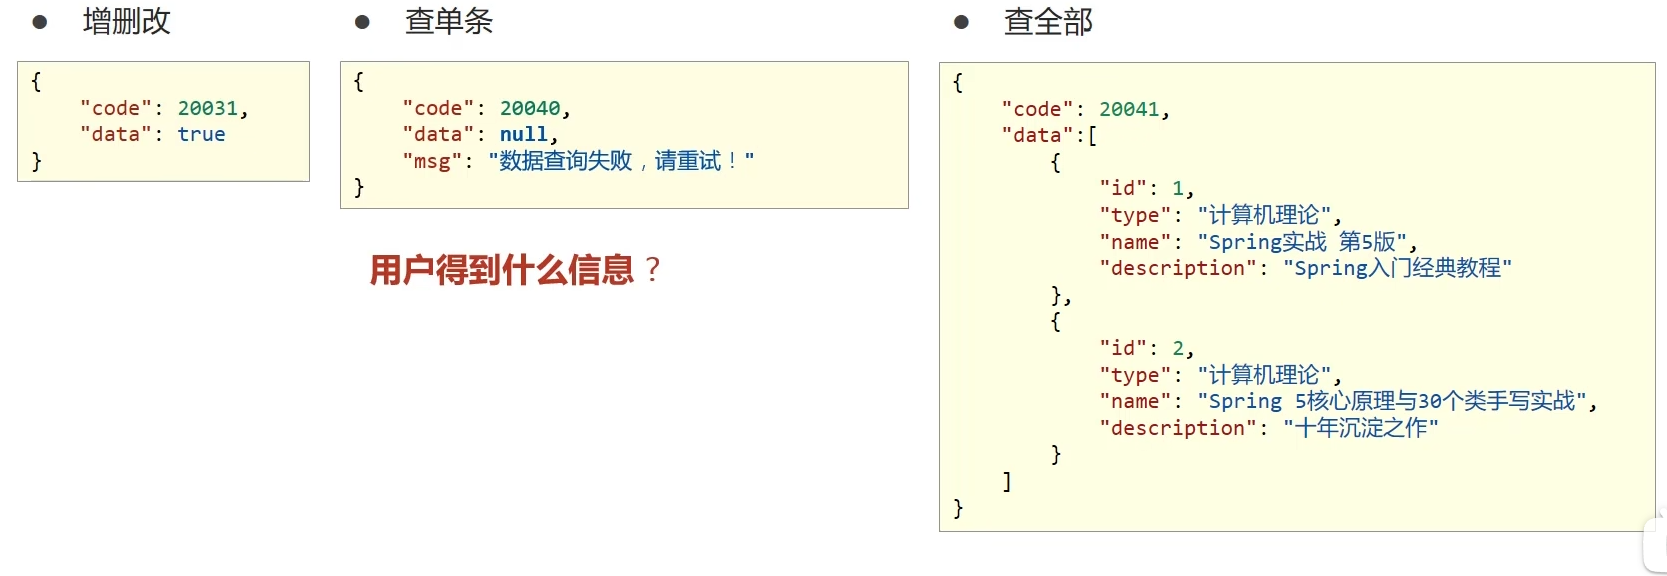 ● 增删改
{
    "code": 20031,
    "data": true
}
● 查单条
{
    "code": 20040,
    "data": null,
    "msg": "数据查询失败，请重试！"
}
用户得到什么信息？
● 查全部
{
    "code": 20041,
    "data":[
        {
            "id": 1,
            "type": "计算机理论",
            "name": "Spring实战 第5版",
            "description": "Spring入门经典教程"
        },
        {
            "id": 2,
            "type": "计算机理论",
            "name": "Spring 5核心原理与30个类手写实战",
            "description": "十年沉淀之作"
        }
    ]
}